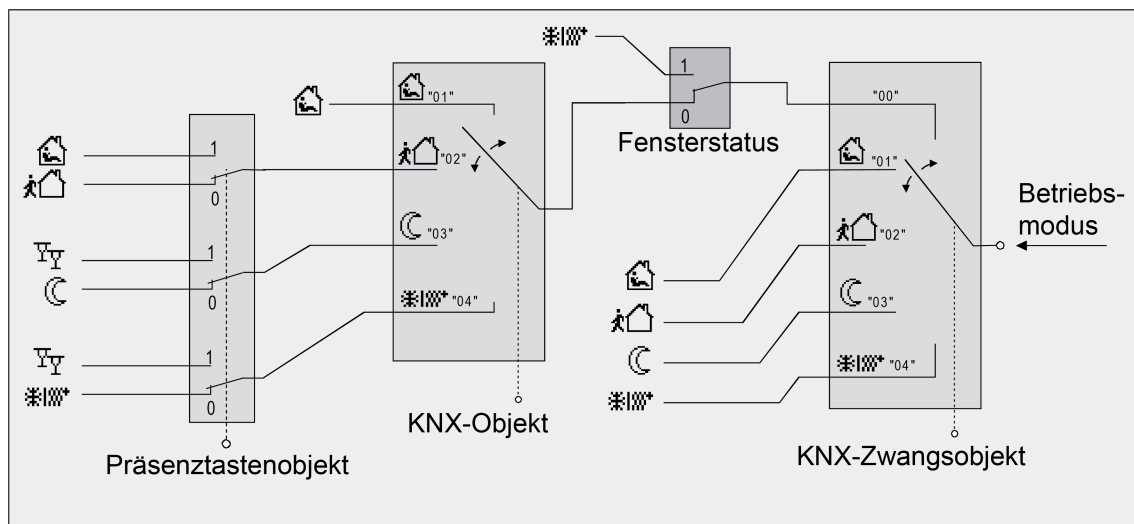 1
0
1
0
1
0
Präsenztastenobjekt
"01"
"02"
"03"
"04"
KNX-Objekt
1
0
Fensterstatus
"00"
"01"
"02"
"03"
"04"
KNX-Zwangsobjekt
Betriebs-
modus